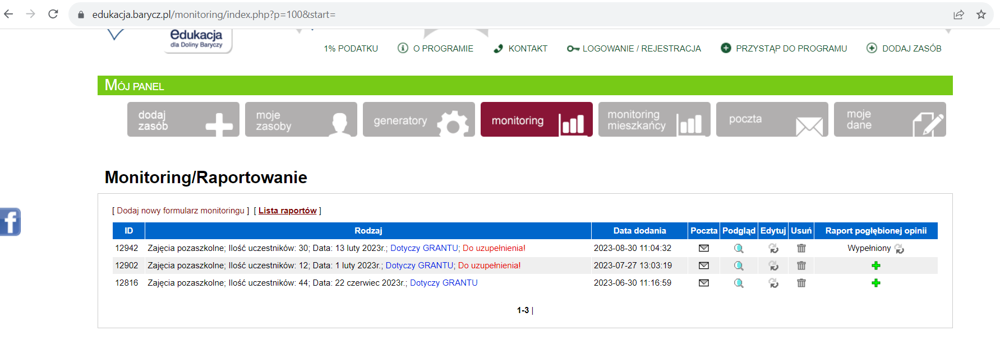 edukacja.barycz.pl/monitoring/index.php?p=100&start=
edukacja
dla Doliny Baryczy
1% PODATKU O PROGRAMIE KONTAKT LOGOWANIE / REJESTRACJA PRZYSTĄP DO PROGRAMU DODAJ ZASÓB
MÓJ PANEL
dodaj zasób
moje zasoby
generatory
monitoring
monitoring mieszkańcy
poczta
moje dane
Monitoring/Raportowanie
[ Dodaj nowy formularz monitoringu ] [ Lista raportów ]
ID Rodzaj Data dodania Poczta Podgląd Edytuj Usuń Raport pogłębionej opinii
12942 Zajęcia pozaszkolne; Ilość uczestników: 30; Data: 13 luty 2023r.; Dotyczy GRANTU; Do uzupełnienia! 2023-08-30 11:04:32 Wypełniony
12902 Zajęcia pozaszkolne; Ilość uczestników: 12; Data: 1 luty 2023r.; Dotyczy GRANTU; Do uzupełnienia! 2023-07-27 13:03:19
12816 Zajęcia pozaszkolne; Ilość uczestników: 44; Data: 22 czerwiec 2023r.; Dotyczy GRANTU 2023-06-30 11:16:59
1-3 |